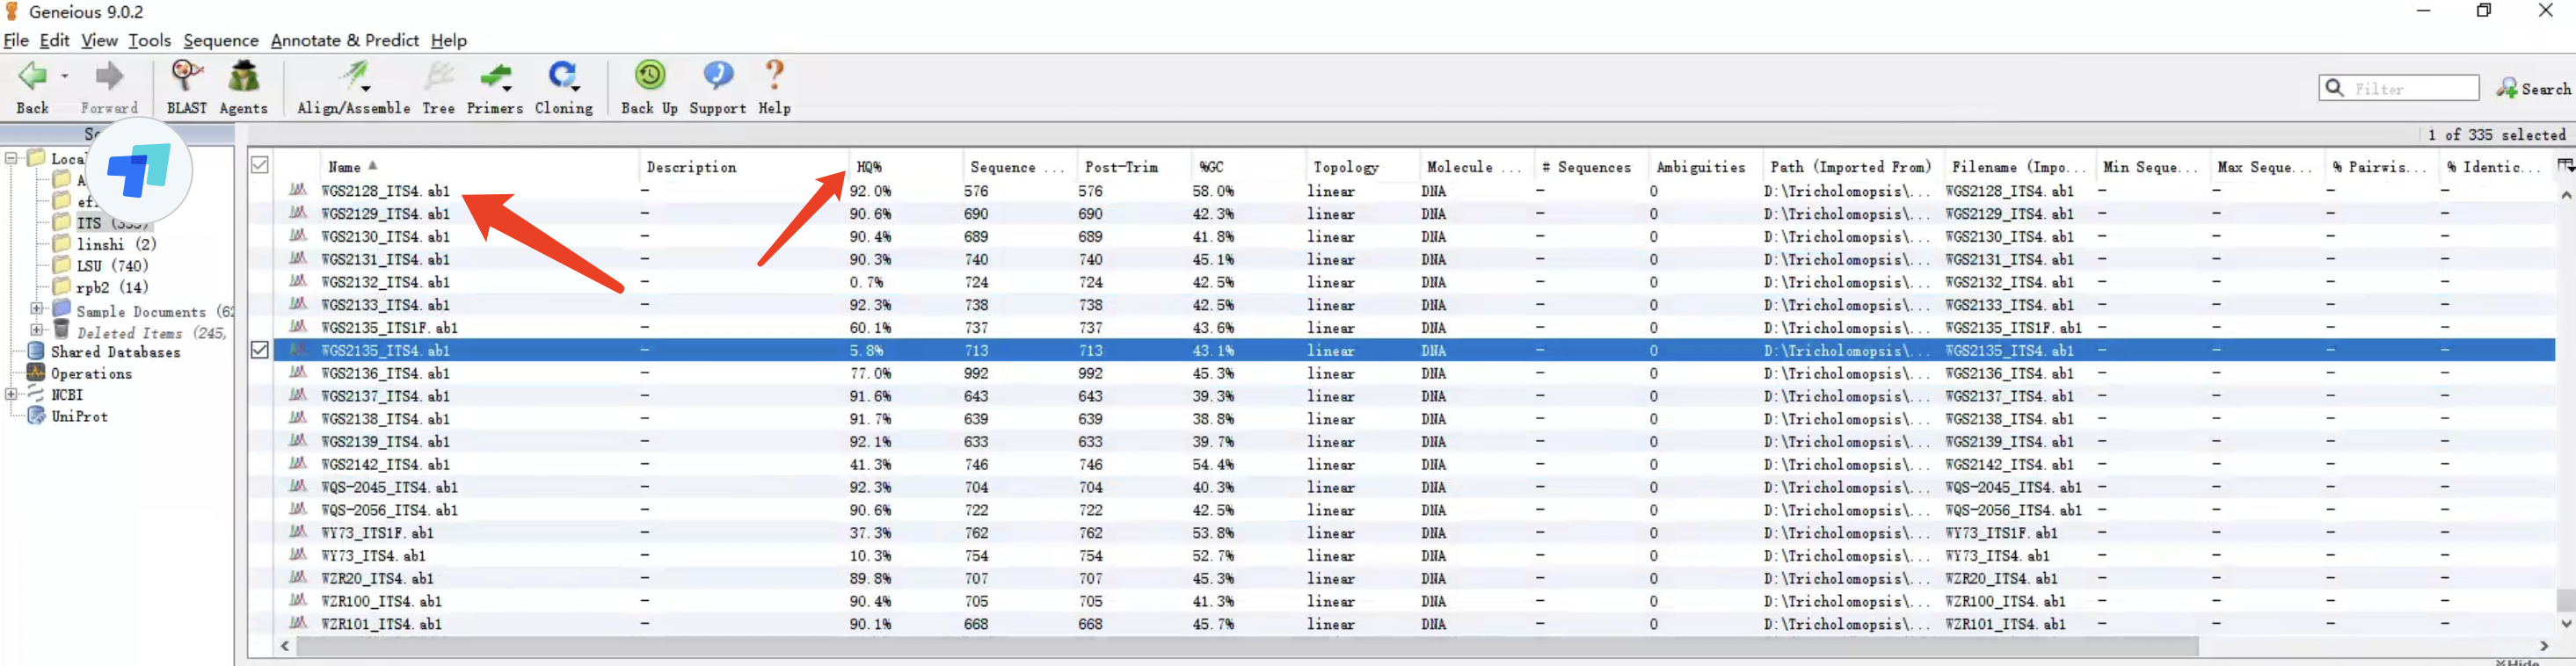 Geneious 9.0.2
File Edit View Tools Sequence Annotate & Predict Help
Back Forward BLAST Agents Align/Assemble Tree Primers Cloning Back Up Support Help Filter Search
1 of 335 selected
Name Description HQ% Sequence ... Post-Trim %GC Topology Molecule ... # Sequences Ambiguities Path (Imported From) Filename (Impo... Min Seque... Max Seque... % Pairwis... % Identic...
ITS (335)
linshi (2)
LSU (740)
rpb2 (14)
Sample Documents (62
Deleted Items (245,
Shared Databases
Operations
NCBI
UniProt
WGS2128_ITS4.ab1 - 92.0% 576 576 58.0% linear DNA - 0 D:\Tricholomopsis\... WGS2128_ITS4.ab1 - - - -
WGS2129_ITS4.ab1 - 90.6% 690 690 42.3% linear DNA - 0 D:\Tricholomopsis\... WGS2129_ITS4.ab1 - - - -
WGS2130_ITS4.ab1 - 90.4% 689 689 41.8% linear DNA - 0 D:\Tricholomopsis\... WGS2130_ITS4.ab1 - - - -
WGS2131_ITS4.ab1 - 90.3% 740 740 45.1% linear DNA - 0 D:\Tricholomopsis\... WGS2131_ITS4.ab1 - - - -
WGS2132_ITS4.ab1 - 0.7% 724 724 42.5% linear DNA - 0 D:\Tricholomopsis\... WGS2132_ITS4.ab1 - - - -
WGS2133_ITS4.ab1 - 92.3% 738 738 42.5% linear DNA - 0 D:\Tricholomopsis\... WGS2133_ITS4.ab1 - - - -
WGS2135_ITS1F.ab1 - 60.1% 737 737 43.6% linear DNA - 0 D:\Tricholomopsis\... WGS2135_ITS1F.ab1 - - - -
WGS2135_ITS4.ab1 - 5.8% 713 713 43.1% linear DNA - 0 D:\Tricholomopsis\... WGS2135_ITS4.ab1 - - - -
WGS2136_ITS4.ab1 - 77.0% 992 992 45.3% linear DNA - 0 D:\Tricholomopsis\... WGS2136_ITS4.ab1 - - - -
WGS2137_ITS4.ab1 - 91.6% 643 643 39.3% linear DNA - 0 D:\Tricholomopsis\... WGS2137_ITS4.ab1 - - - -
WGS2138_ITS4.ab1 - 91.7% 639 639 38.8% linear DNA - 0 D:\Tricholomopsis\... WGS2138_ITS4.ab1 - - - -
WGS2139_ITS4.ab1 - 92.1% 633 633 39.7% linear DNA - 0 D:\Tricholomopsis\... WGS2139_ITS4.ab1 - - - -
WGS2142_ITS4.ab1 - 41.3% 746 746 54.4% linear DNA - 0 D:\Tricholomopsis\... WGS2142_ITS4.ab1 - - - -
WQS-2045_ITS4.ab1 - 92.3% 704 704 40.3% linear DNA - 0 D:\Tricholomopsis\... WQS-2045_ITS4.ab1 - - - -
WQS-2056_ITS4.ab1 - 90.6% 722 722 42.5% linear DNA - 0 D:\Tricholomopsis\... WQS-2056_ITS4.ab1 - - - -
WY73_ITS1F.ab1 - 37.3% 762 762 53.8% linear DNA - 0 D:\Tricholomopsis\... WY73_ITS1F.ab1 - - - -
WY73_ITS4.ab1 - 10.3% 754 754 52.7% linear DNA - 0 D:\Tricholomopsis\... WY73_ITS4.ab1 - - - -
WZR20_ITS4.ab1 - 89.8% 707 707 45.3% linear DNA - 0 D:\Tricholomopsis\... WZR20_ITS4.ab1 - - - -
WZR100_ITS4.ab1 - 90.4% 705 705 41.3% linear DNA - 0 D:\Tricholomopsis\... WZR100_ITS4.ab1 - - - -
WZR101_ITS4.ab1 - 90.1% 668 668 45.7% linear DNA - 0 D:\Tricholomopsis\... WZR101_ITS4.ab1 - - - -